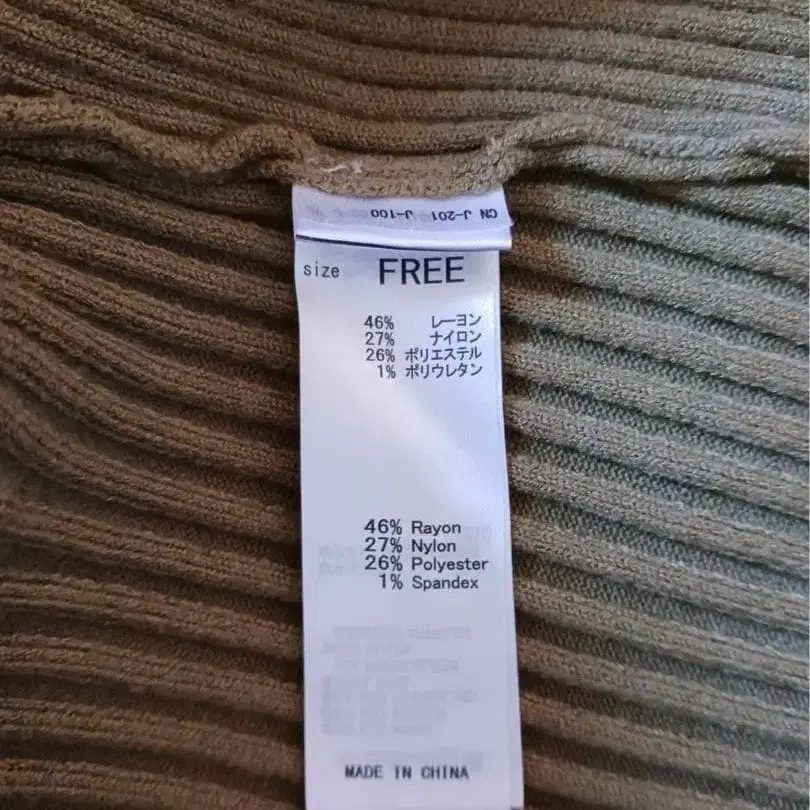 CN J-201 J-100
size FREE
46% レーヨン
27% ナイロン
26% ポリエステル
1% ポリウレタン
46% Rayon
27% Nylon
26% Polyester
1% Spandex
MADE IN CHINA